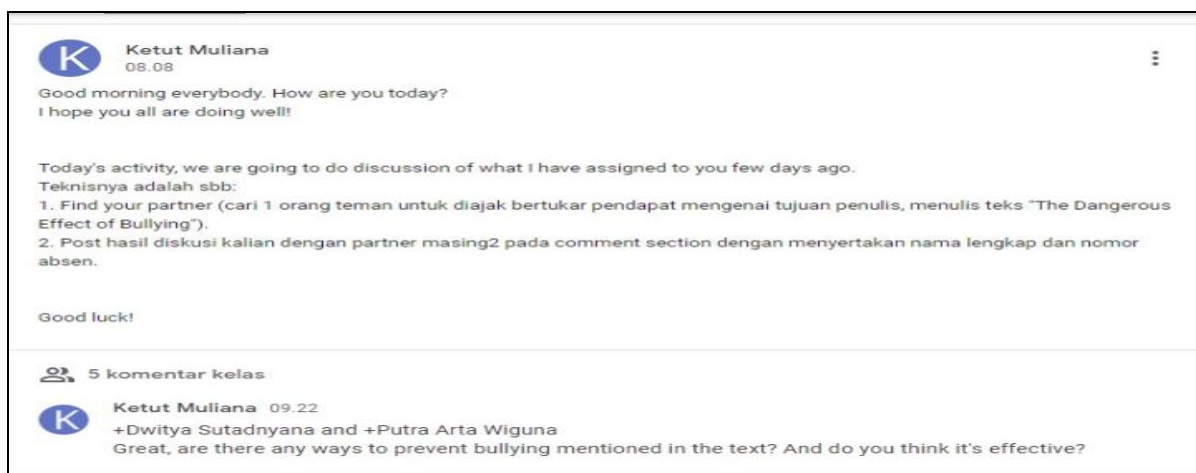 K
Ketut Muliana
08.08
Good morning everybody. How are you today?
I hope you all are doing well!
Today's activity, we are going to do discussion of what I have assigned to you few days ago.
Teknisnya adalah sbb:
1. Find your partner (cari 1 orang teman untuk diajak bertukar pendapat mengenai tujuan penulis, menulis teks "The Dangerous
Effect of Bullying").
2. Post hasil diskusi kalian dengan partner masing2 pada comment section dengan menyertakan nama lengkap dan nomor
absen.
Good luck!
5 komentar kelas
K
Ketut Muliana 09.22
+Dwitya Sutadnyana and +Putra Arta Wiguna
Great, are there any ways to prevent bullying mentioned in the text? And do you think it's effective?